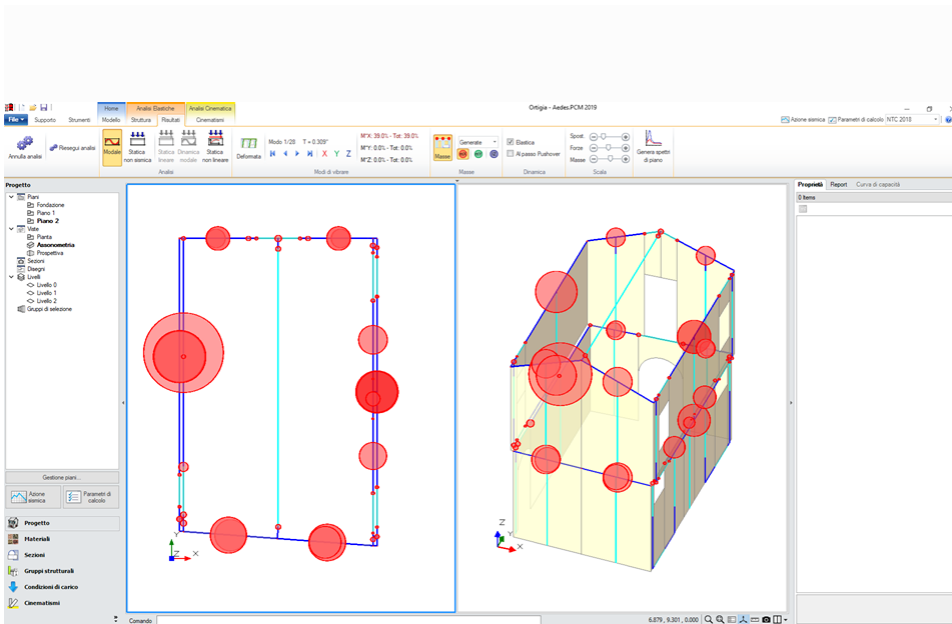 Ortigia - Aedes.PCM 2019
Home Analisi Elastiche Analisi Cinematica
File Supporto Strumenti Modello Struttura Risultati Cinematismi
Azione sismica Parametri di calcolo NTC 2018
Annulla analisi
Riesegui analisi
Modale
Statica non sismica
Statica lineare
Dinamica modale
Statica non lineare
Analisi
Deformata
Modo 1/28 T = 0.309"
X Y Z
M*X: 39.0% - Tot: 39.0%
M*Y: 0.0% - Tot: 0.0%
M*Z: 0.0% - Tot: 0.0%
Modi di vibrare
Masse
Generate
Masse
Elastica
Al passo Pushover
Dinamica
Spost.
Forze
Masse
Scala
Genera spettri di piano
Progetto
Piani
Fondazione
Piano 1
Piano 2
Viste
Pianta
Assonometria
Prospettiva
Sezioni
Disegni
Livelli
Livello 0
Livello 1
Livello 2
Gruppi di selezione
Gestione piani...
Azione sismica
Parametri di calcolo
Progetto
Materiali
Sezioni
Gruppi strutturali
Condizioni di carico
Cinematismi
Y
Z
X
Z
Y
X
Proprietà Report Curva di capacità
0 Items
Comando
6.879, 9.301, 0.000